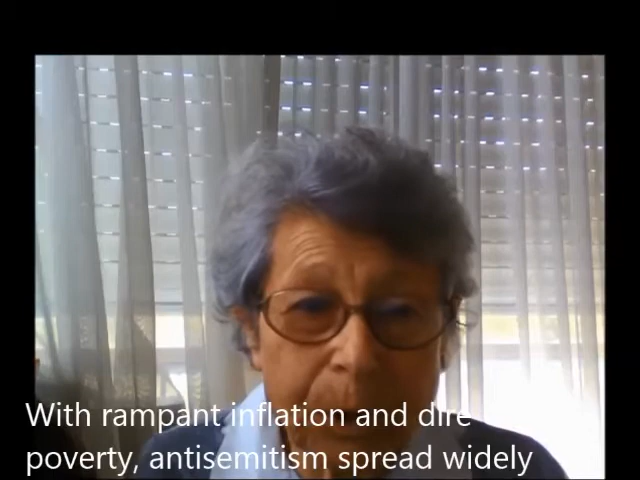 With rampant inflation and dire
poverty, antisemitism spread widely